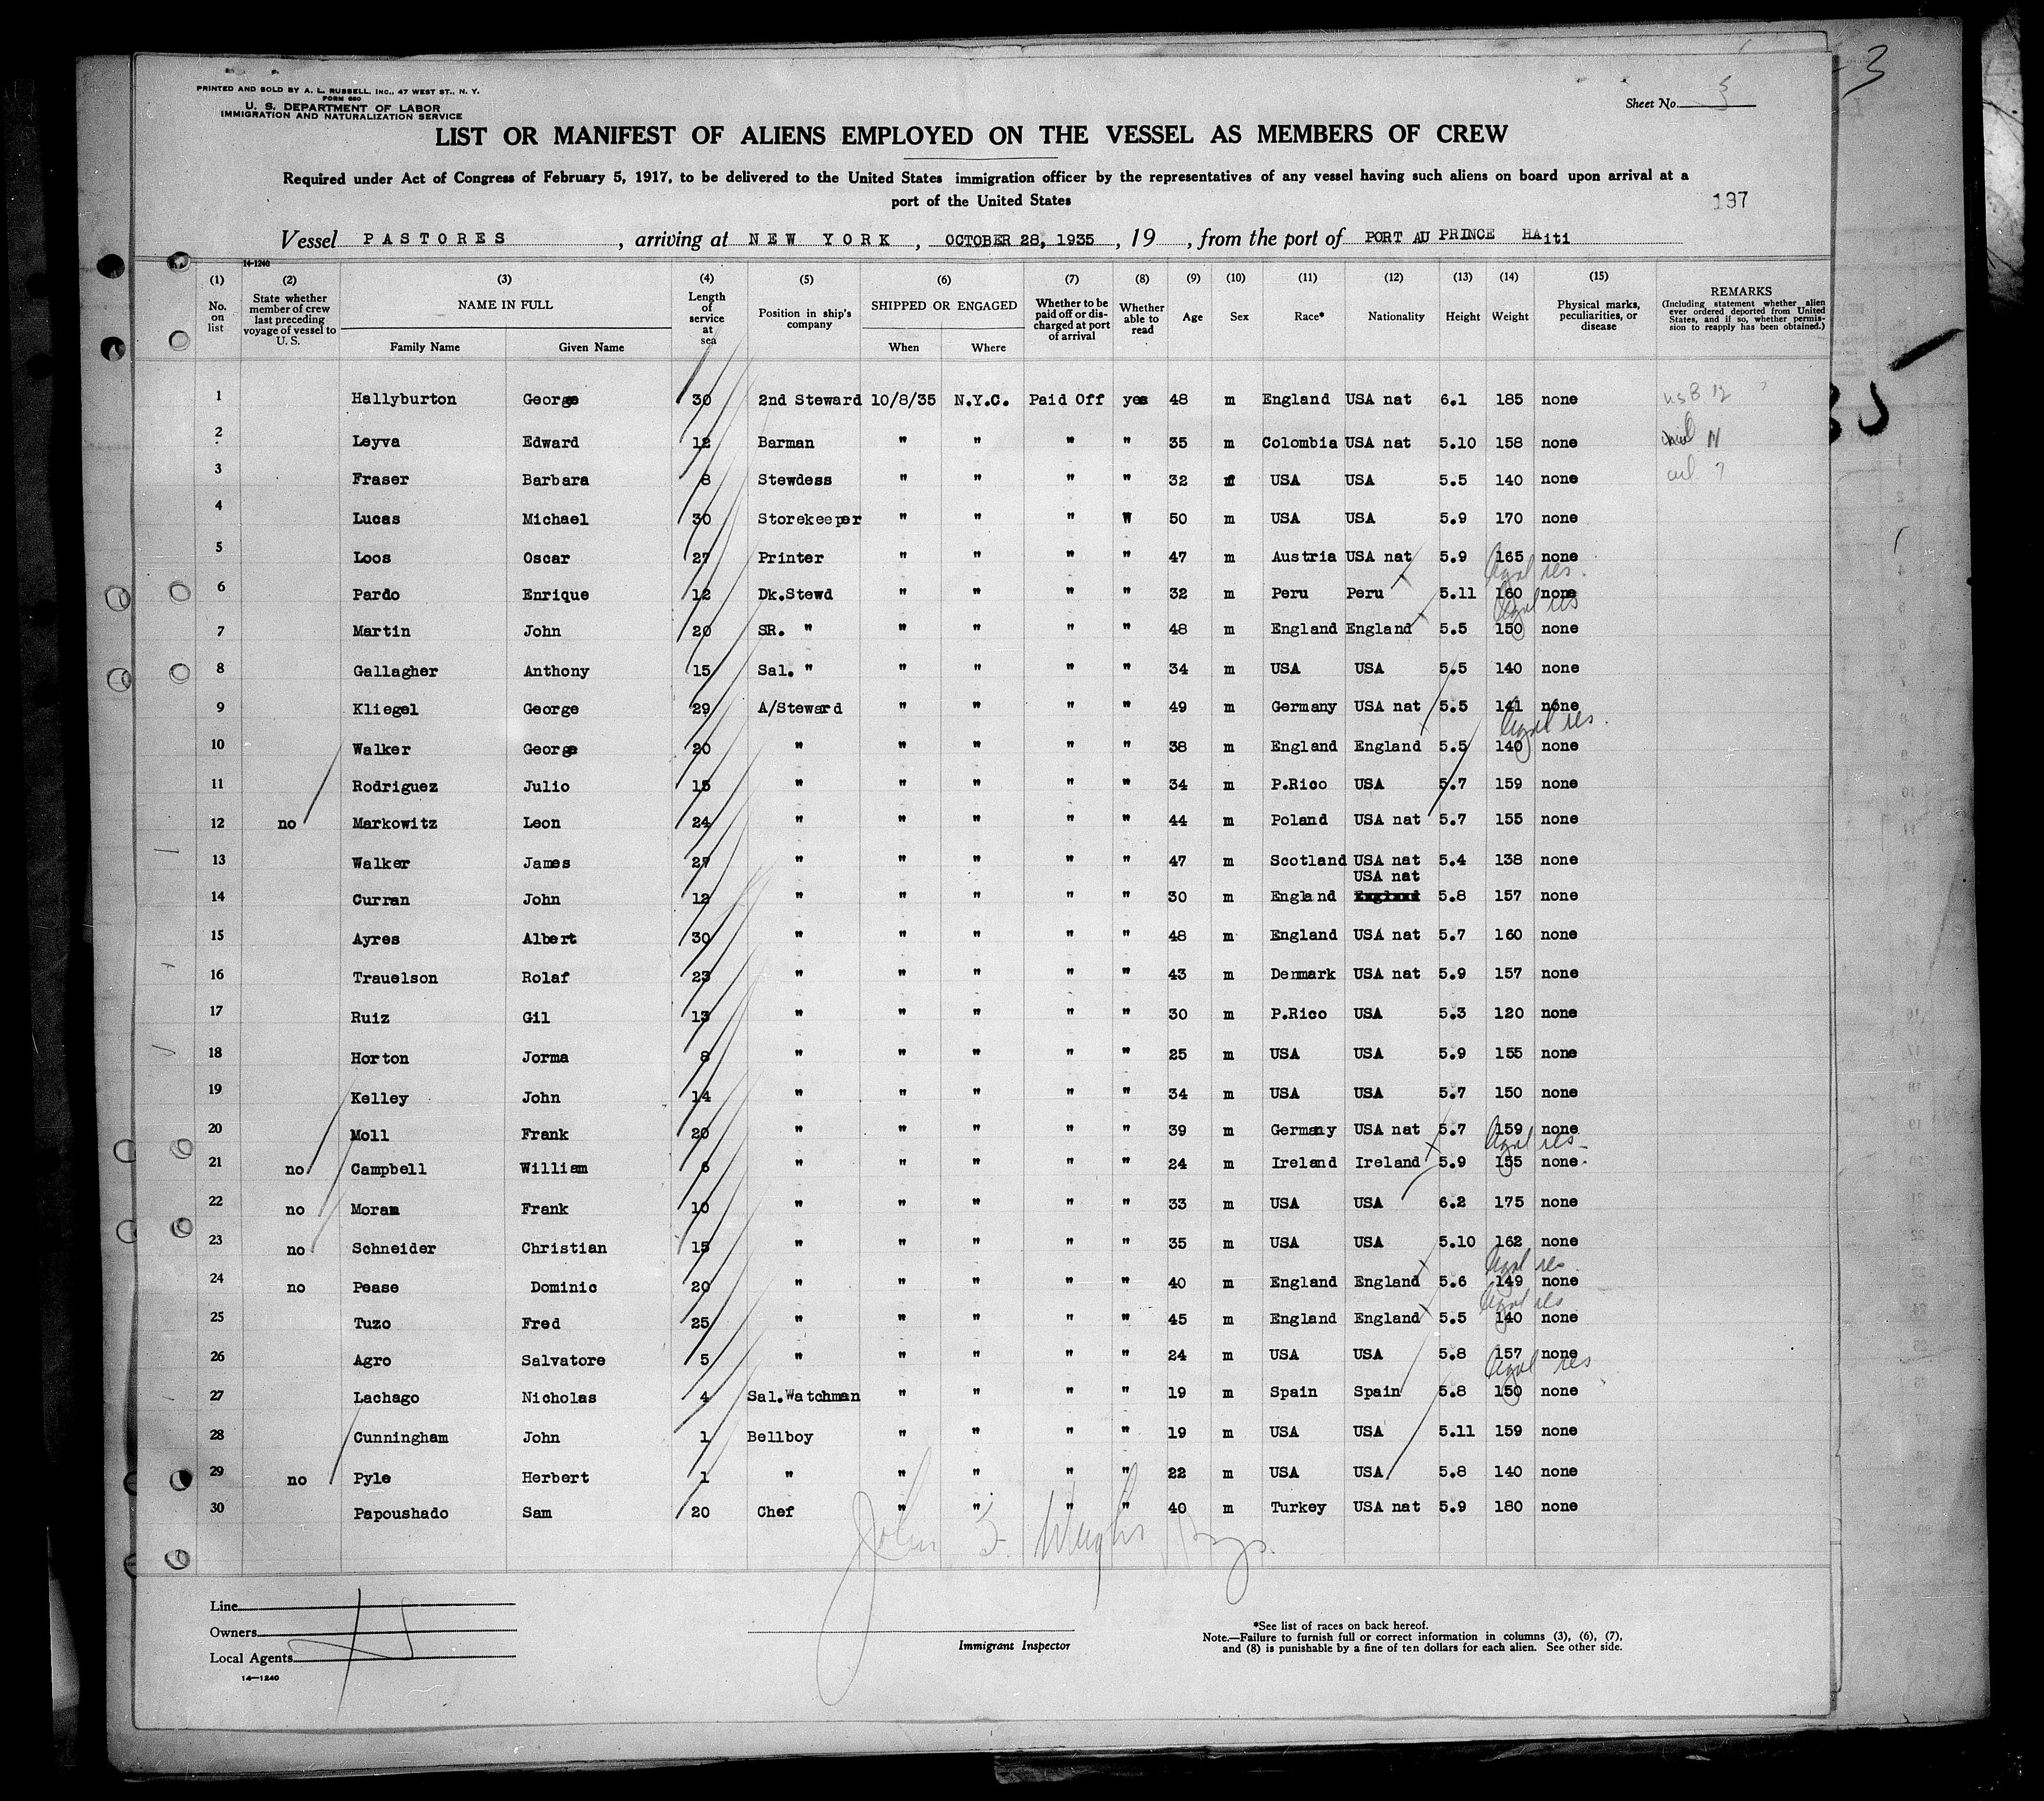 PRINTED AND SOLD BY A. L. RUSSELL, INC., 47 WEST ST., N. Y.
FORM 680
U. S. DEPARTMENT OF LABOR
IMMIGRATION AND NATURALIZATION SERVICE
Sheet No.
3
LIST OR MANIFEST OF ALIENS EMPLOYED ON THE VESSEL AS MEMBERS OF CREW
Required under Act of Congress of February 5, 1917, to be delivered to the United States immigration officer by the representatives of any vessel having such aliens on board upon arrival at a
port of the United States
137
Vessel PASTORES, arriving at NEW YORK, OCTOBER 28, 1935, 19 , from the port of PORT AU PRINCE HAiti
14-1240
(1) (2) (3) (4) (5) (6) (7) (8) (9) (10) (11) (12) (13) (14) (15)
No. on list
State whether member of crew last preceding voyage of vessel to U. S.
NAME IN FULL
Family Name Given Name
Length of service at sea
Position in ship's company
SHIPPED OR ENGAGED
When Where
Whether to be paid off or discharged at port of arrival
Whether able to read
Age Sex Race* Nationality Height Weight
Physical marks, peculiarities, or disease
REMARKS
(Including statement whether alien ever ordered deported from United States, and if so, whether permission to reapply has been obtained.)
1 Hallyburton George 30 2nd Steward 10/8/35 N.Y.C. Paid Off yes 48 m England USA nat 6.1 185 none
2 Leyva Edward 12 Barman " " " " 35 m Colombia USA nat 5.10 158 none
3 Fraser Barbara 8 Stewdess " " " " 32 f USA USA 5.5 140 none
4 Lucas Michael 30 Storekeeper " " " W 50 m USA USA 5.9 170 none
5 Loos Oscar 27 Printer " " " " 47 m Austria USA nat 5.9 165 none
6 Pardo Enrique 12 Dk.Stewd " " " " 32 m Peru Peru 5.11 160 none
7 Martin John 20 SR. " " " " " 48 m England England 5.5 150 none
8 Gallagher Anthony 15 Sal. " " " " " 34 m USA USA 5.5 140 none
9 Kliegel George 29 A/Steward " " " " 49 m Germany USA nat 5.5 141 none
10 Walker George 20 " " " " " 38 m England England 5.5 140 none
11 Rodriguez Julio 15 " " " " " 34 m P.Rico USA 5.7 159 none
12 no Markowitz Leon 24 " " " " " 44 m Poland USA nat 5.7 155 none
13 Walker James 27 " " " " " 47 m Scotland USA nat 5.4 138 none
USA nat
14 Curran John 12 " " " " " 30 m England England 5.8 157 none
15 Ayres Albert 30 " " " " " 48 m England USA nat 5.7 160 none
16 Trauelson Rolaf 23 " " " " " 43 m Denmark USA nat 5.9 157 none
17 Ruiz Gil 13 " " " " " 30 m P.Rico USA 5.3 120 none
18 Horton Jorma 8 " " " " " 25 m USA USA 5.9 155 none
19 Kelley John 14 " " " " " 34 m USA USA 5.7 150 none
20 Moll Frank 20 " " " " " 39 m Germany USA nat 5.7 159 none
21 no Campbell William 6 " " " " " 24 m Ireland Ireland 5.9 155 none
22 no Moran Frank 10 " " " " " 33 m USA USA 6.2 175 none
23 no Schneider Christian 15 " " " " " 35 m USA USA 5.10 162 none
24 no Pease Dominic 20 " " " " " 40 m England England 5.6 149 none
25 Tuzo Fred 25 " " " " " 45 m England England 5.5 140 none
26 Agro Salvatore 5 " " " " " 24 m USA USA 5.8 157 none
27 Lachago Nicholas 4 Sal.Watchman " " " " 19 m Spain Spain 5.8 150 none
28 Cunningham John 1 Bellboy " " " " 19 m USA USA 5.11 159 none
29 no Pyle Herbert 1 " " " " " 22 m USA USA 5.8 140 none
30 Papoushado Sam 20 Chef " " " " 40 m Turkey USA nat 5.9 180 none
Line
Owners
Local Agents
14—1240
Immigrant Inspector
*See list of races on back hereof.
Note.—Failure to furnish full or correct information in columns (3), (6), (7),
and (8) is punishable by a fine of ten dollars for each alien. See other side.